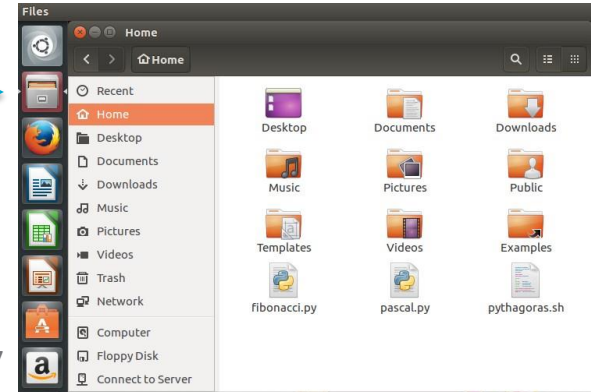 Files
Home
Home
Recent
Home
Desktop
Documents
Downloads
Music
Pictures
Videos
Trash
Network
Computer
Floppy Disk
Connect to Server
Desktop Documents Downloads
Music Pictures Public
Templates Videos Examples
fibonacci.py pascal.py pythagoras.sh